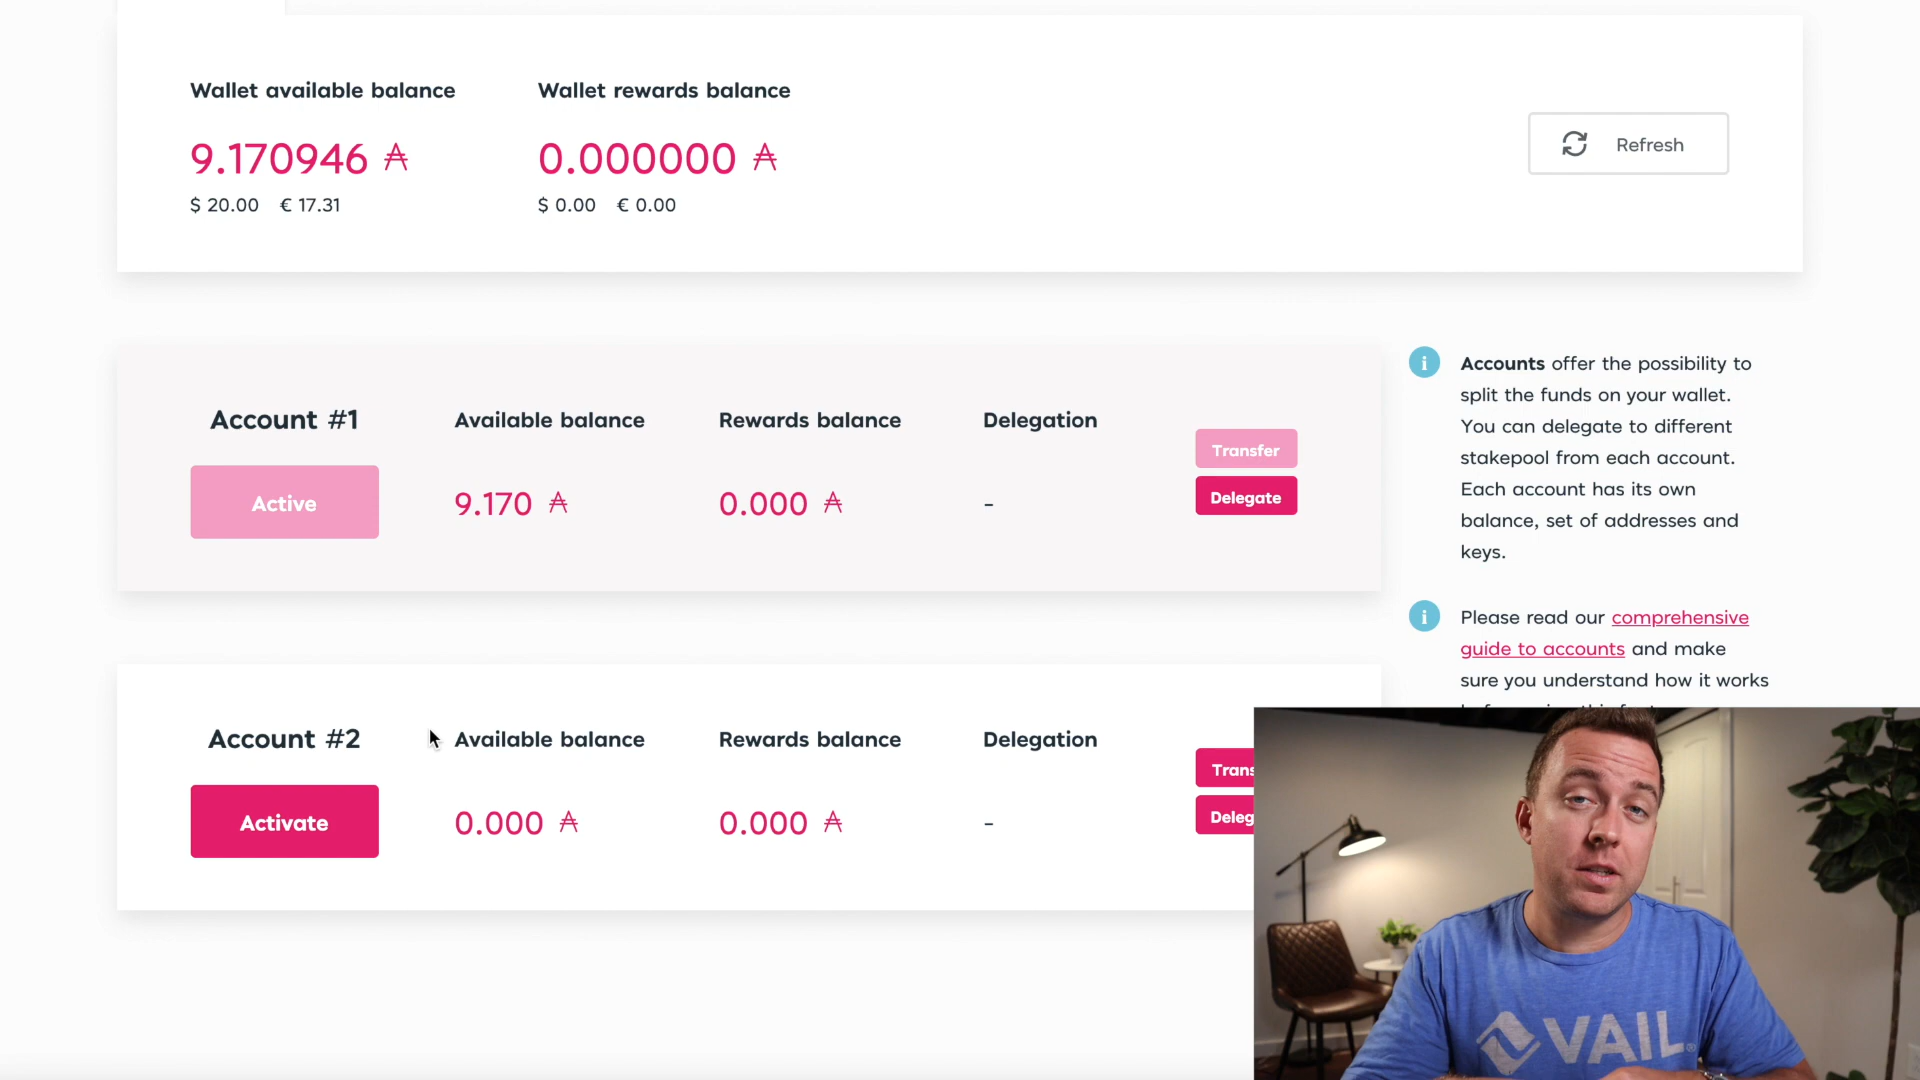 Wallet available balance
Wallet rewards balance
9.170946 ₳
0.000000 ₳
$ 20.00 € 17.31
$ 0.00 € 0.00
Refresh
Account #1
Available balance
Rewards balance
Delegation
Active
9.170 ₳
0.000 ₳
-
Transfer
Delegate
Accounts offer the possibility to
split the funds on your wallet.
You can delegate to different
stakepool from each account.
Each account has its own
balance, set of addresses and
keys.
Please read our comprehensive
guide to accounts and make
sure you understand how it works
Account #2
Available balance
Rewards balance
Delegation
Activate
0.000 ₳
0.000 ₳
-
Trans
Deleg
VAIL®